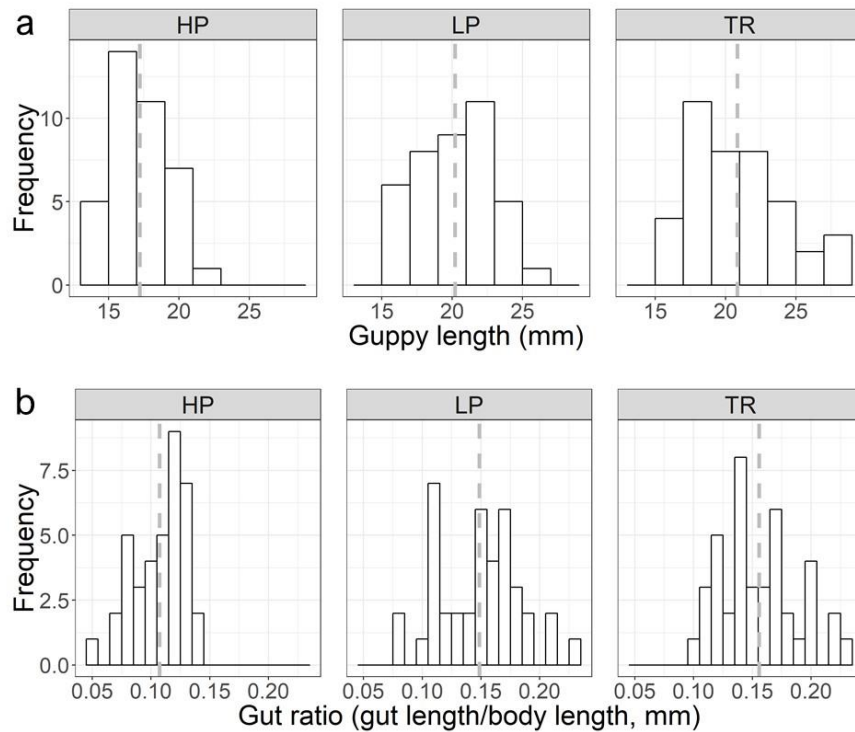 a
HP LP TR
Frequency
10
5
0
15 20 25 15 20 25 15 20 25
Guppy length (mm)
b
HP LP TR
Frequency
7.5
5.0
2.5
0.0
0.05 0.10 0.15 0.20 0.05 0.10 0.15 0.20 0.05 0.10 0.15 0.20
Gut ratio (gut length/body length, mm)